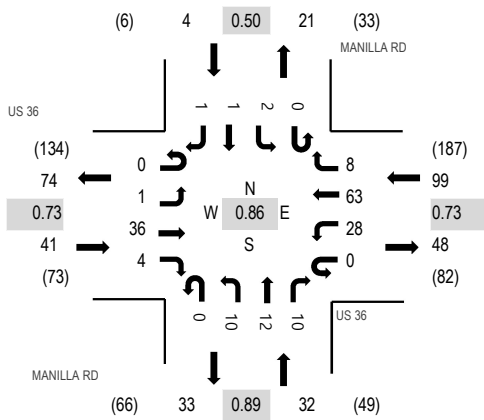 (6) 4 0.50 21 (33)
MANILLA RD
US 36
1 1 2 0
(134) 0 8 (187)
74 1 63 99
N
0.73 W 0.86 E 0.73
36 28
S
41 4 0 48
(73) (82)
0 10 12 10
US 36
MANILLA RD
(66) 33 0.89 32 (49)